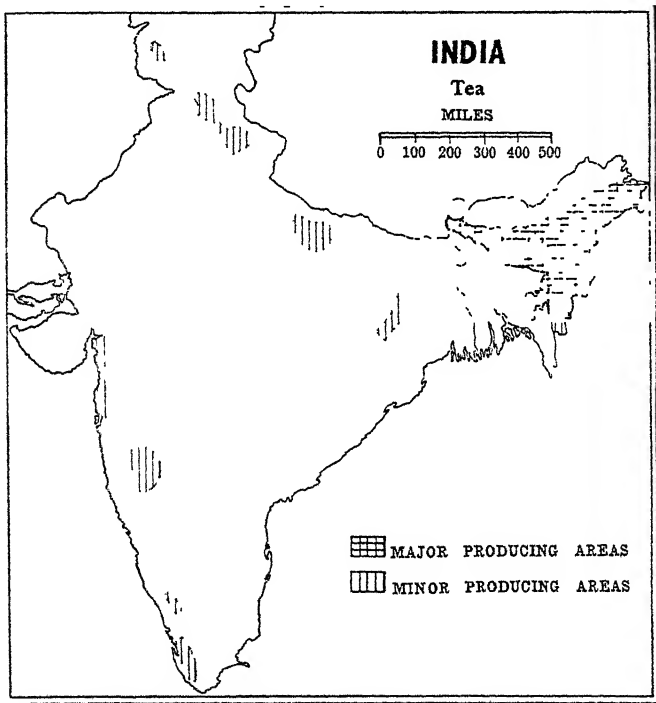 INDIA
Tea
MILES
0 100 200 300 400 500
MAJOR PRODUCING AREAS
MINOR PRODUCING AREAS